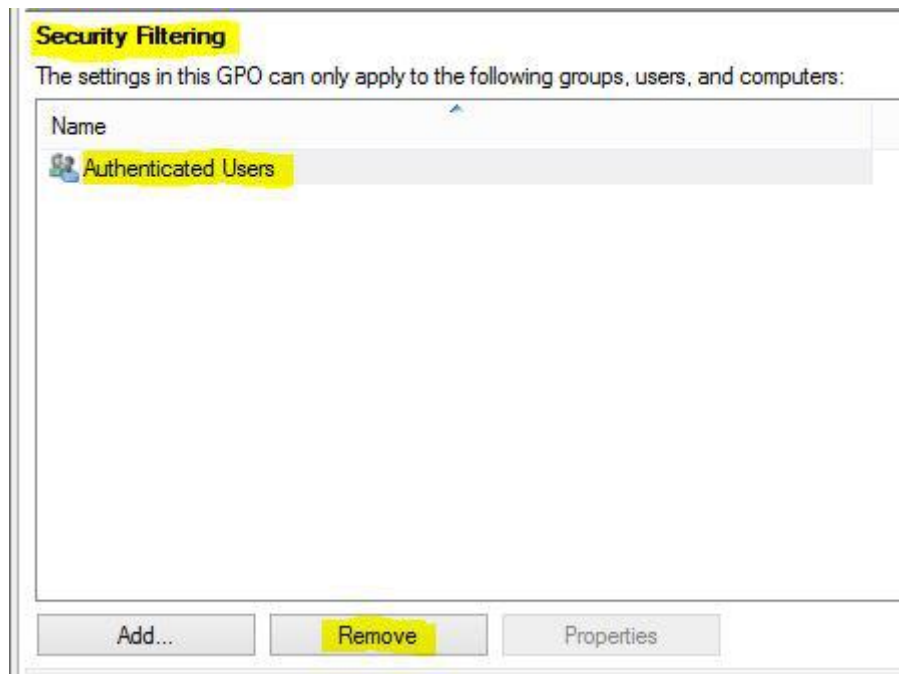 Security Filtering
The settings in this GPO can only apply to the following groups, users, and computers:
Name
Authenticated Users
Add... Remove Properties